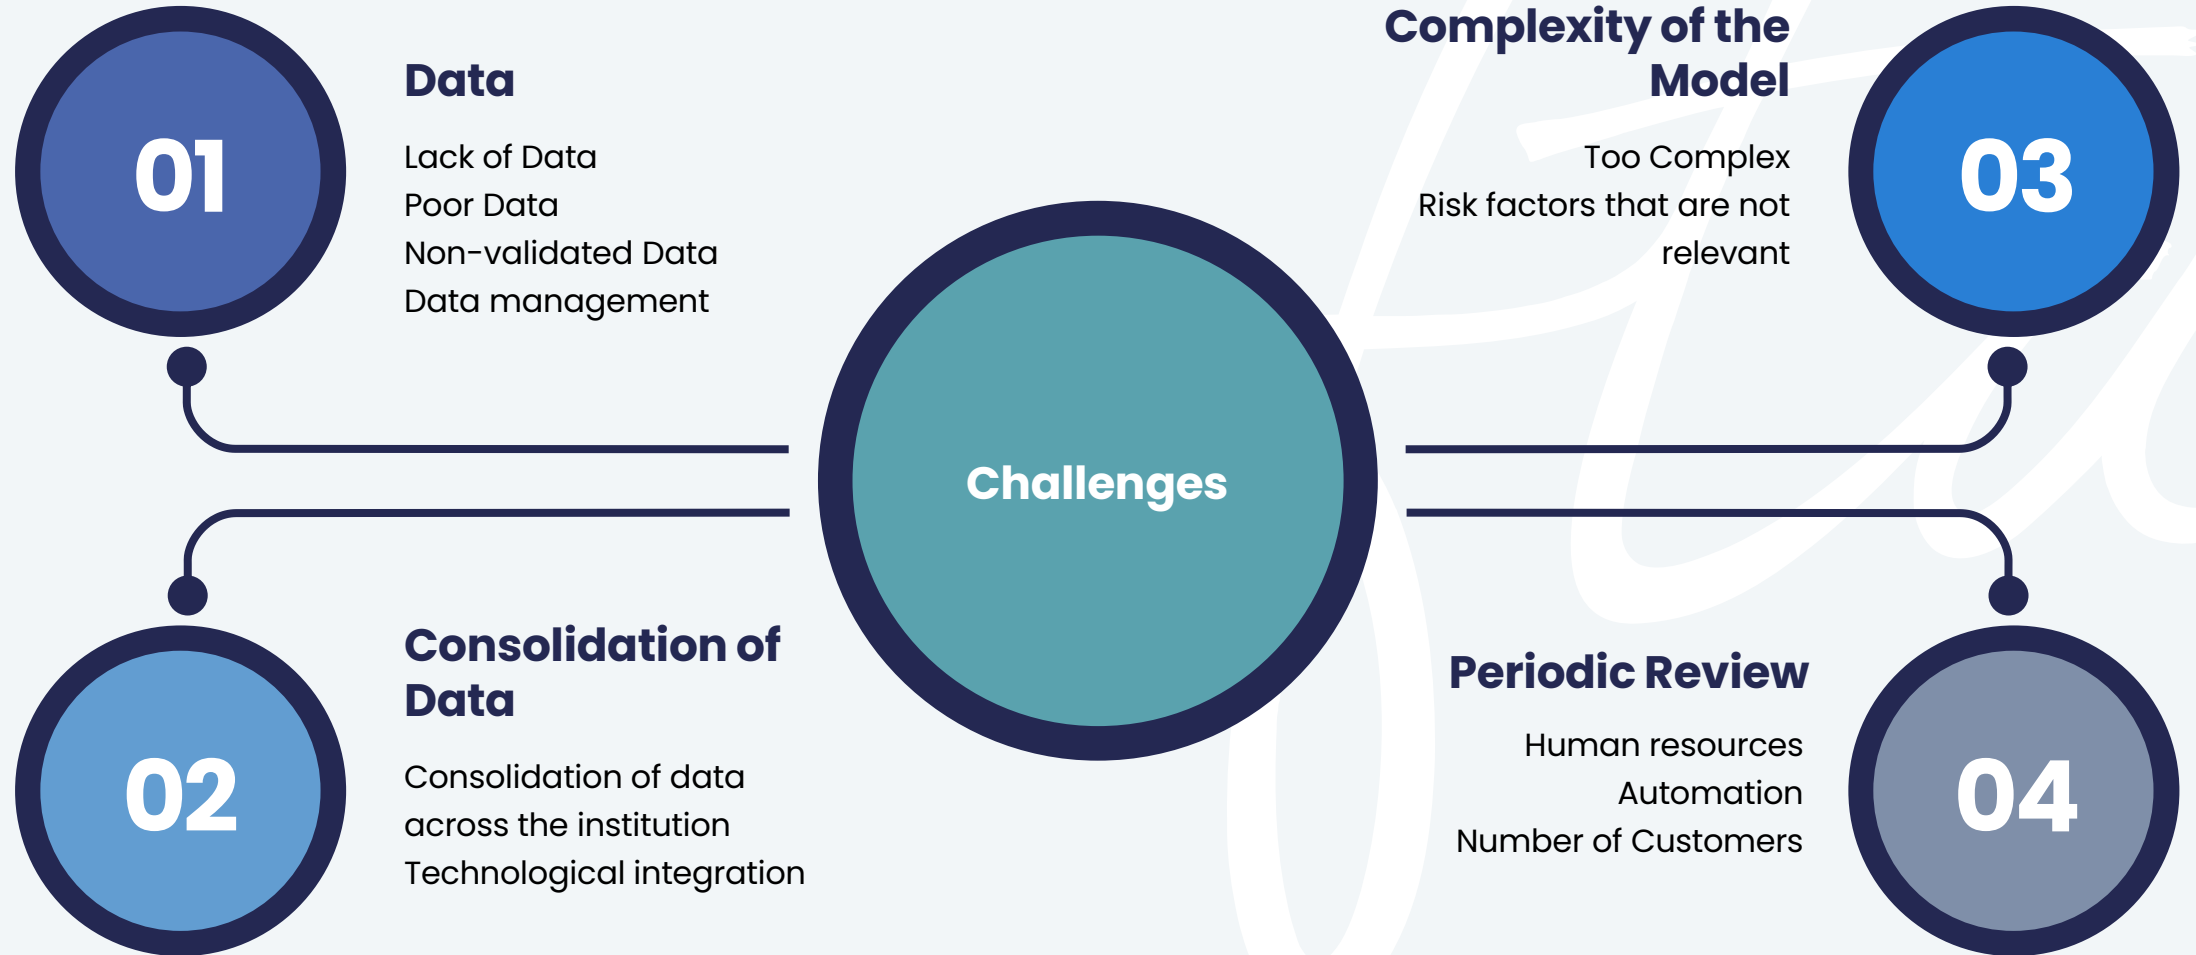 01
Data
Lack of Data
Poor Data
Non-validated Data
Data management
Complexity of the
Model
Too Complex
Risk factors that are not
relevant
03
Challenges
02
Consolidation of
Data
Consolidation of data
across the institution
Technological integration
Periodic Review
Human resources
Automation
Number of Customers
04